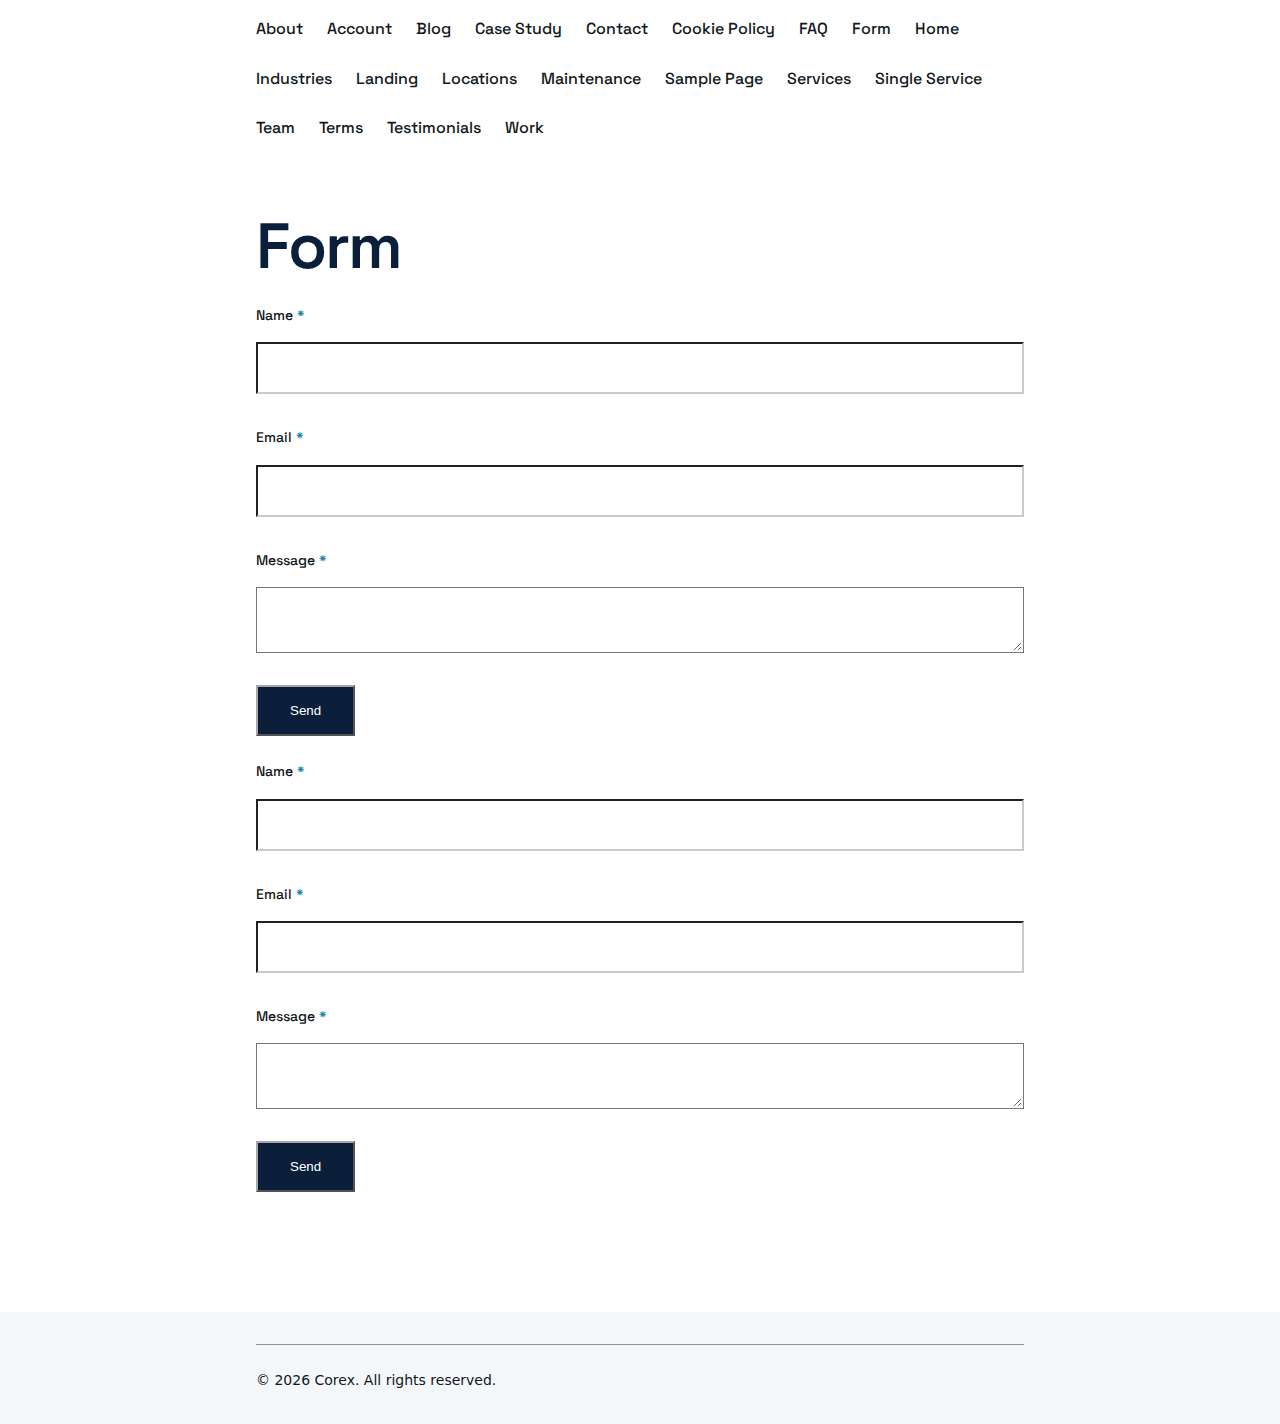 About Account Blog Case Study Contact Cookie Policy FAQ Form Home
Industries Landing Locations Maintenance Sample Page Services Single Service
Team Terms Testimonials Work
Form
Name *
Email *
Message *
Send
Name *
Email *
Message *
Send
© 2026 Corex. All rights reserved.